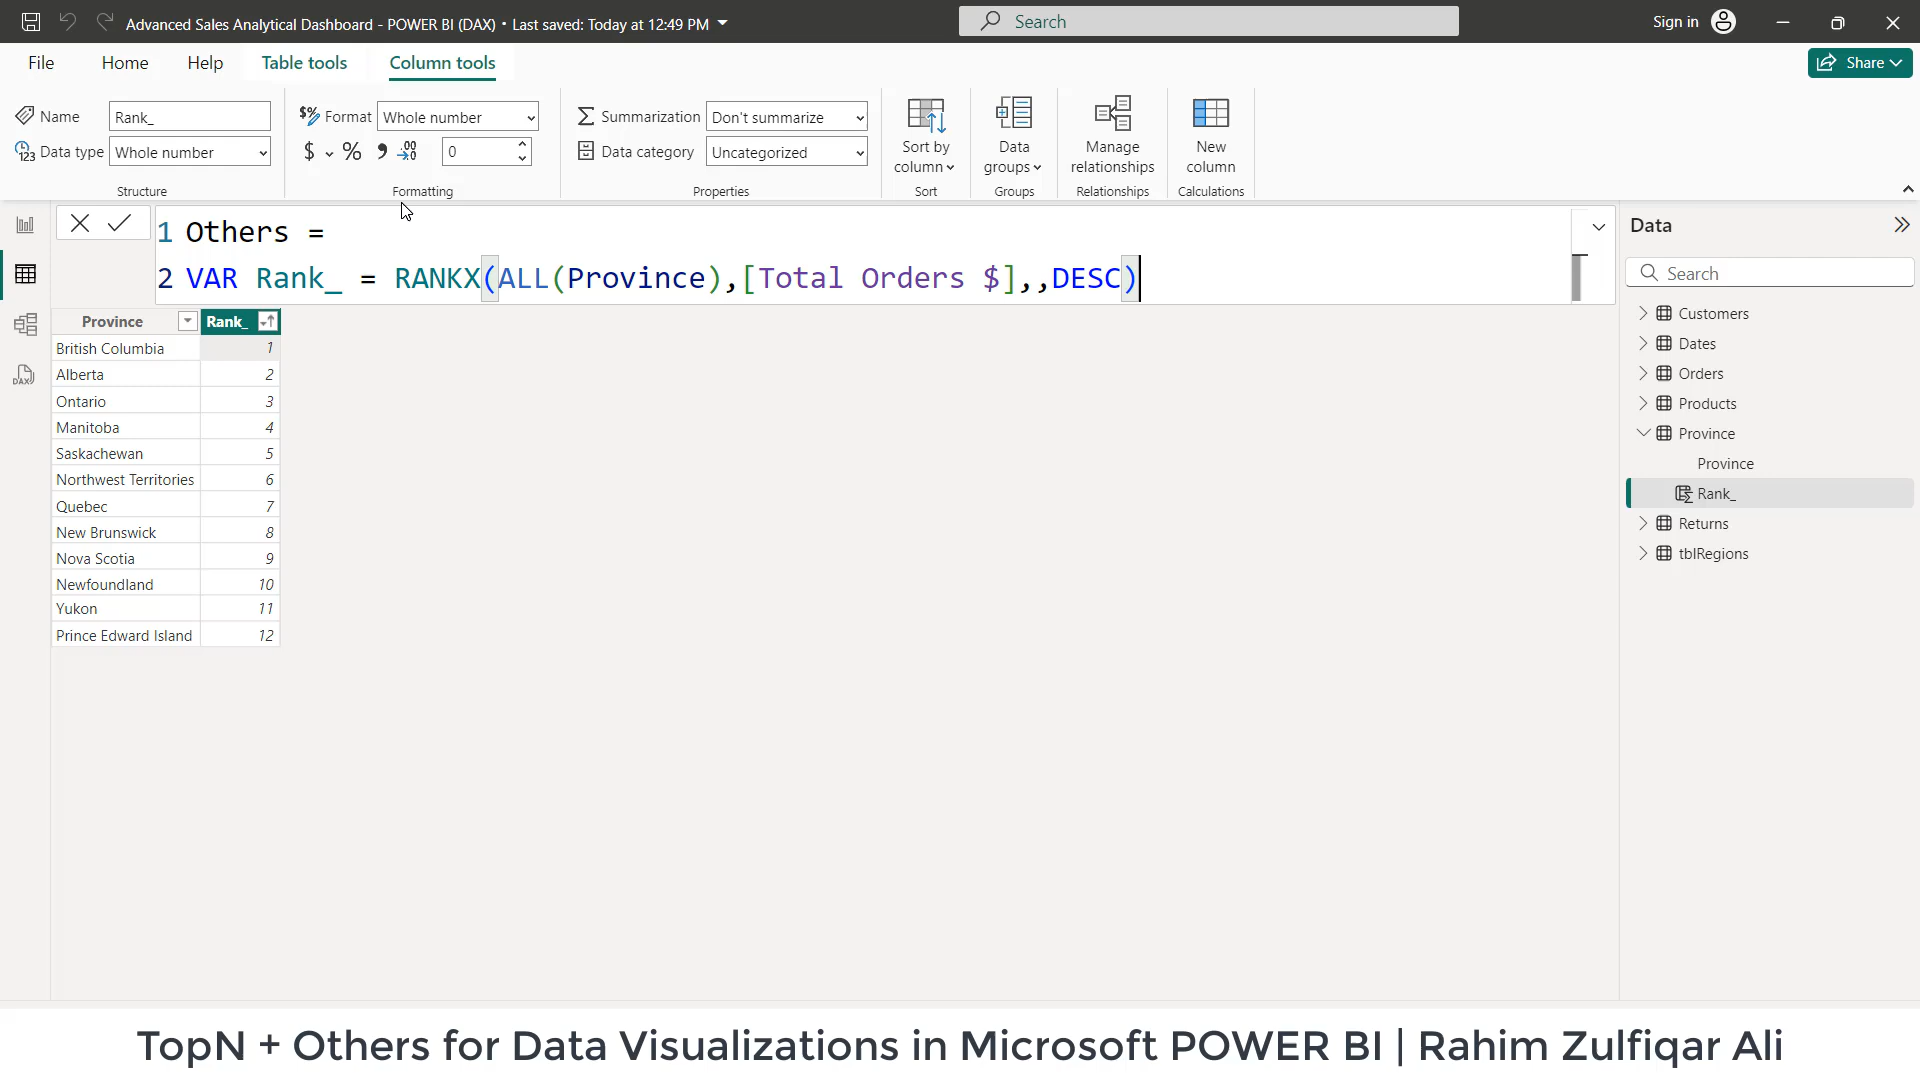 Advanced Sales Analytical Dashboard - POWER BI (DAX) • Last saved: Today at 12:49 PM
Search
Sign in
File
Home
Help
Table tools
Column tools
Share
Name
Rank_
Format
Whole number
Summarization
Don't summarize
Data type
Whole number
$
%
0
Data category
Uncategorized
Sort by
column
Data
groups
Manage
relationships
New
column
Structure
Formatting
Properties
Sort
Groups
Relationships
Calculations
1 Others =
2 VAR Rank_ = RANKX(ALL(Province),[Total Orders $],,DESC)
Province
Rank_
British Columbia 1
Alberta 2
Ontario 3
Manitoba 4
Saskachewan 5
Northwest Territories 6
Quebec 7
New Brunswick 8
Nova Scotia 9
Newfoundland 10
Yukon 11
Prince Edward Island 12
Data
Search
Customers
Dates
Orders
Products
Province
Province
Rank_
Returns
tblRegions
DAX
TopN + Others for Data Visualizations in Microsoft POWER BI | Rahim Zulfiqar Ali